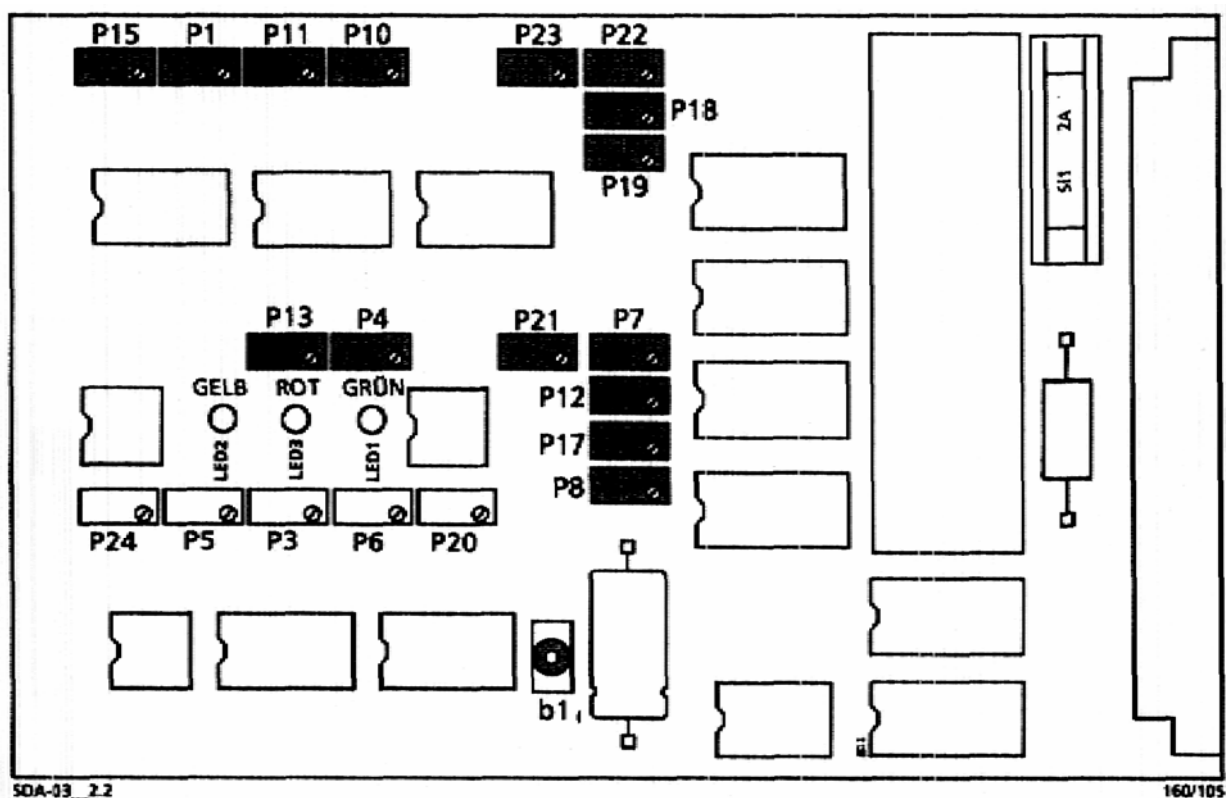 P15 P1 P11 P10 P23 P22
P18
P19
SI1 2A
P13 P4 P21 P7
GELB ROT GRÜN
P12
LED2 LED3 LED1
P17
P8
P24 P5 P3 P6 P20
b1
SDA-03__2.2
160/105